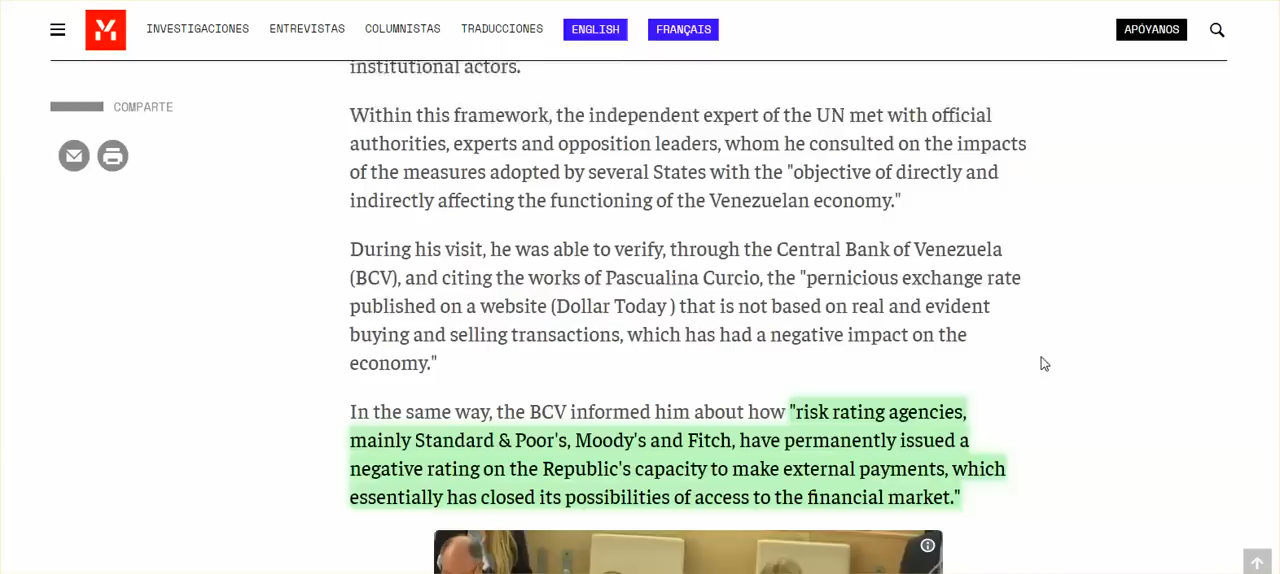 INVESTIGACIONES ENTREVISTAS COLUMNISTAS TRADUCCIONES ENGLISH FRANÇAIS APÓYANOS
institutional actors.
COMPARTE
Within this framework, the independent expert of the UN met with official
authorities, experts and opposition leaders, whom he consulted on the impacts
of the measures adopted by several States with the "objective of directly and
indirectly affecting the functioning of the Venezuelan economy."
During his visit, he was able to verify, through the Central Bank of Venezuela
(BCV), and citing the works of Pascualina Curcio, the "pernicious exchange rate
published on a website (Dollar Today ) that is not based on real and evident
buying and selling transactions, which has had a negative impact on the
economy."
In the same way, the BCV informed him about how "risk rating agencies,
mainly Standard & Poor's, Moody's and Fitch, have permanently issued a
negative rating on the Republic's capacity to make external payments, which
essentially has closed its possibilities of access to the financial market."